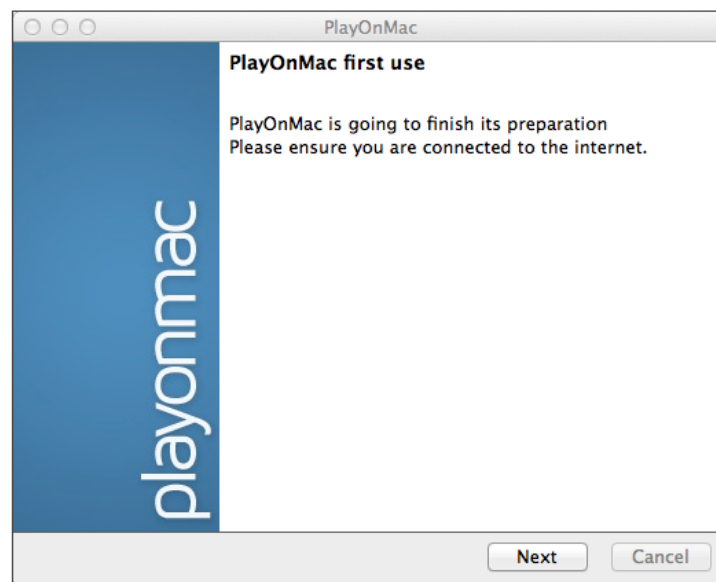 PlayOnMac
PlayOnMac first use
PlayOnMac is going to finish its preparation
Please ensure you are connected to the internet.
playonmac
Next
Cancel